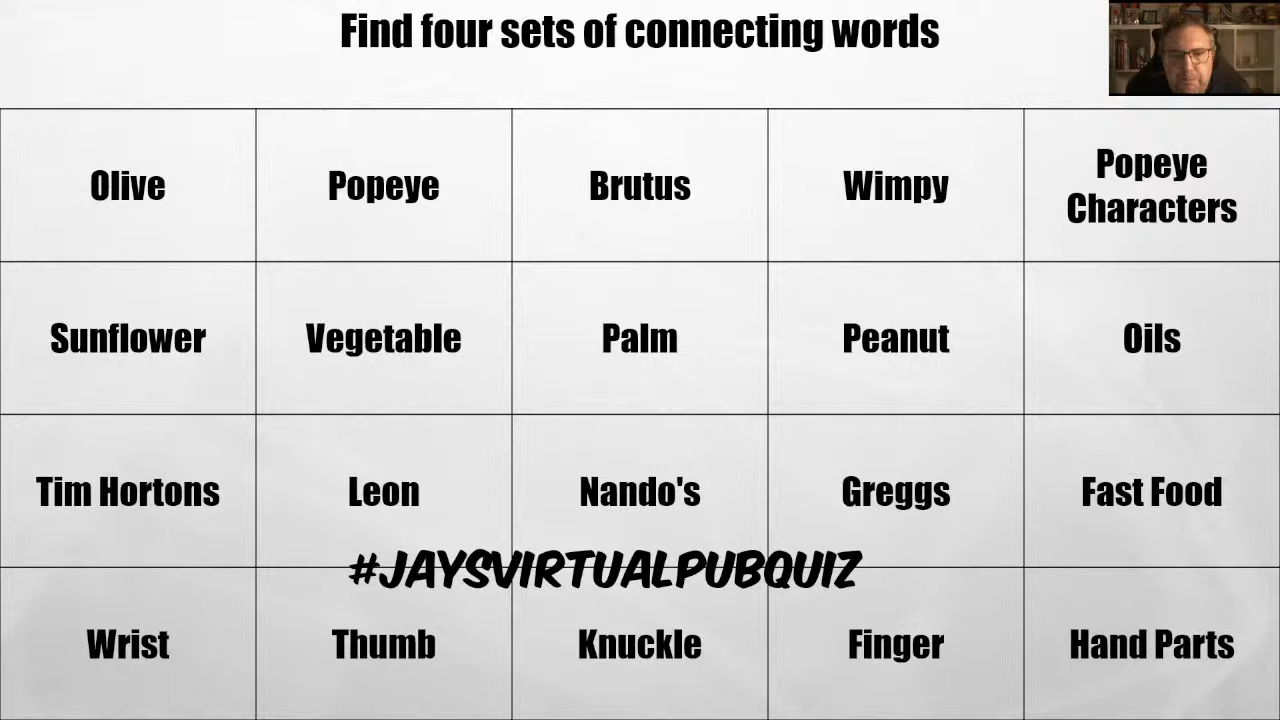 Find four sets of connecting words
Olive Popeye Brutus Wimpy Popeye
Characters
Sunflower Vegetable Palm Peanut Oils
Tim Hortons Leon Nando's Greggs Fast Food
#JAYSVIRTUALPUBQUIZ
Wrist Thumb Knuckle Finger Hand Parts